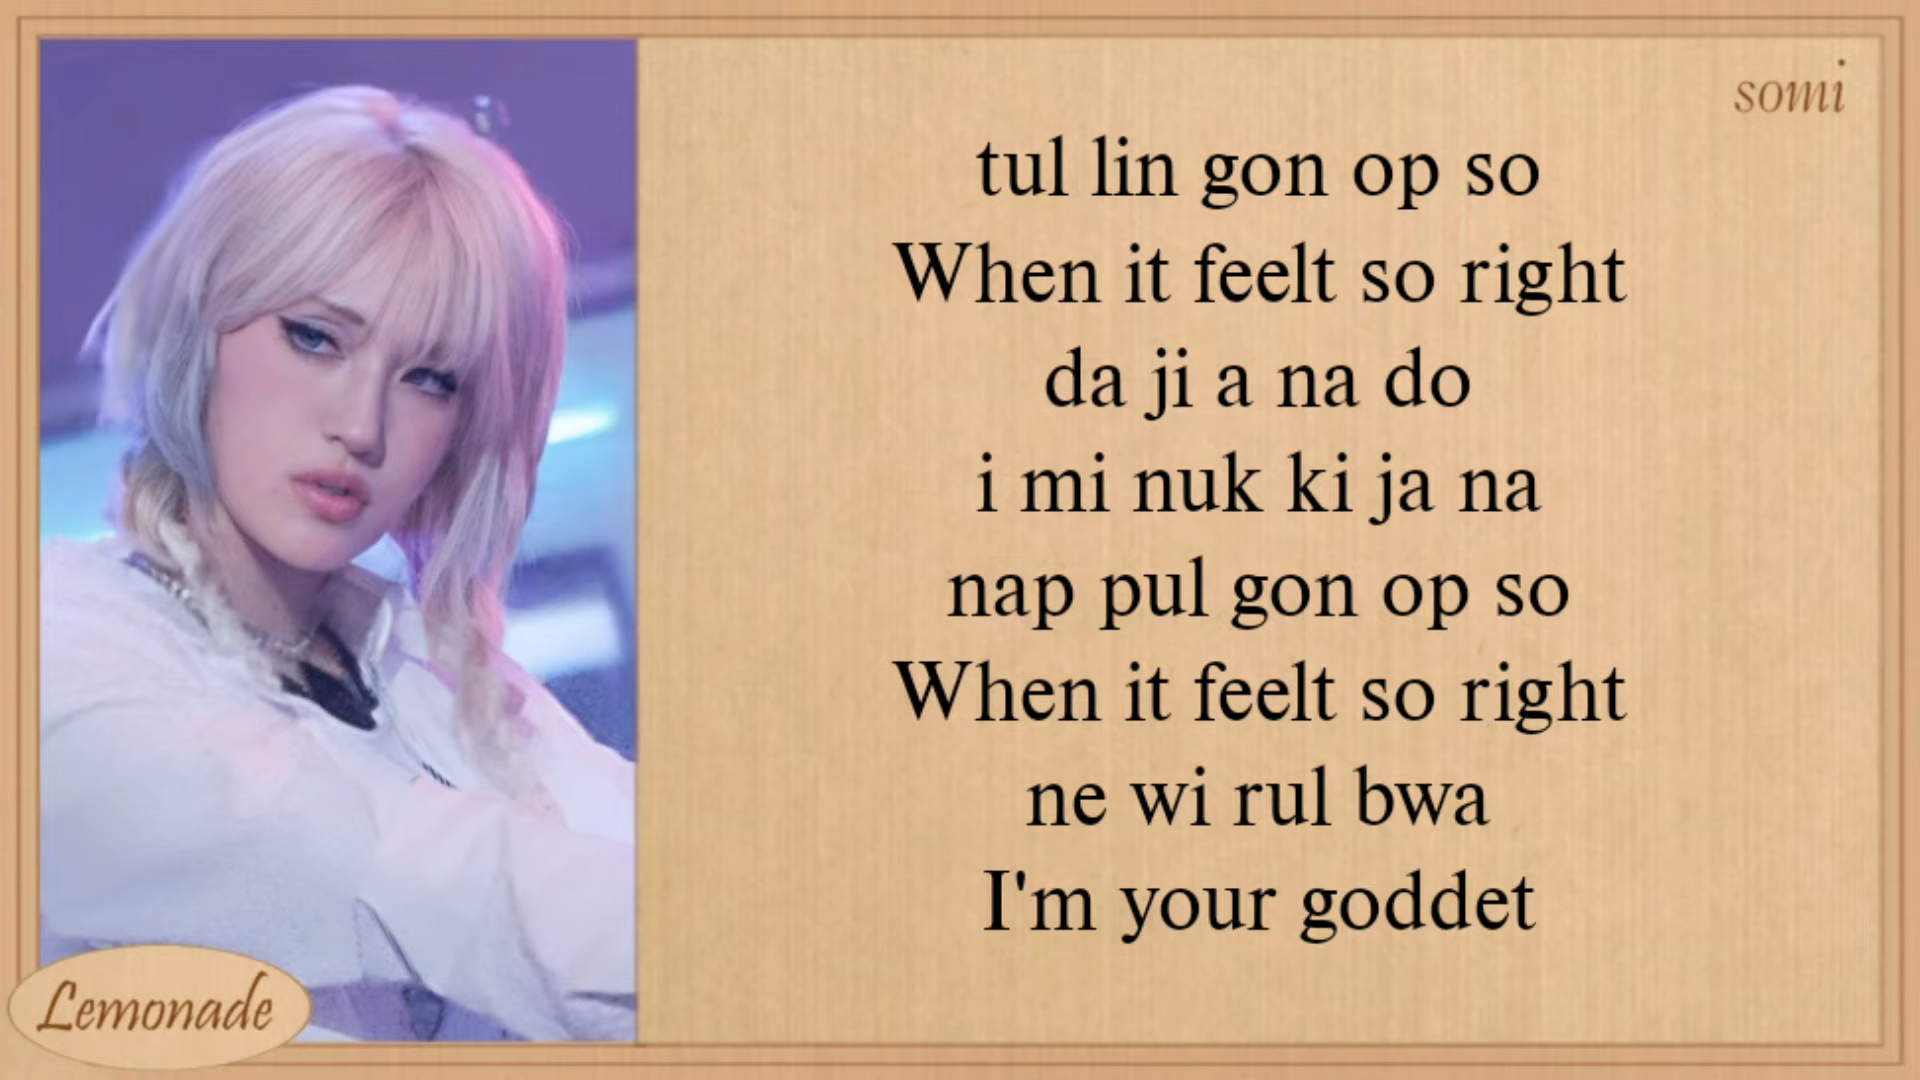 somi
tul lin gon op so
When it feelt so right
da ji a na do
i mi nuk ki ja na
nap pul gon op so
When it feelt so right
ne wi rul bwa
I'm your goddet
Lemonade